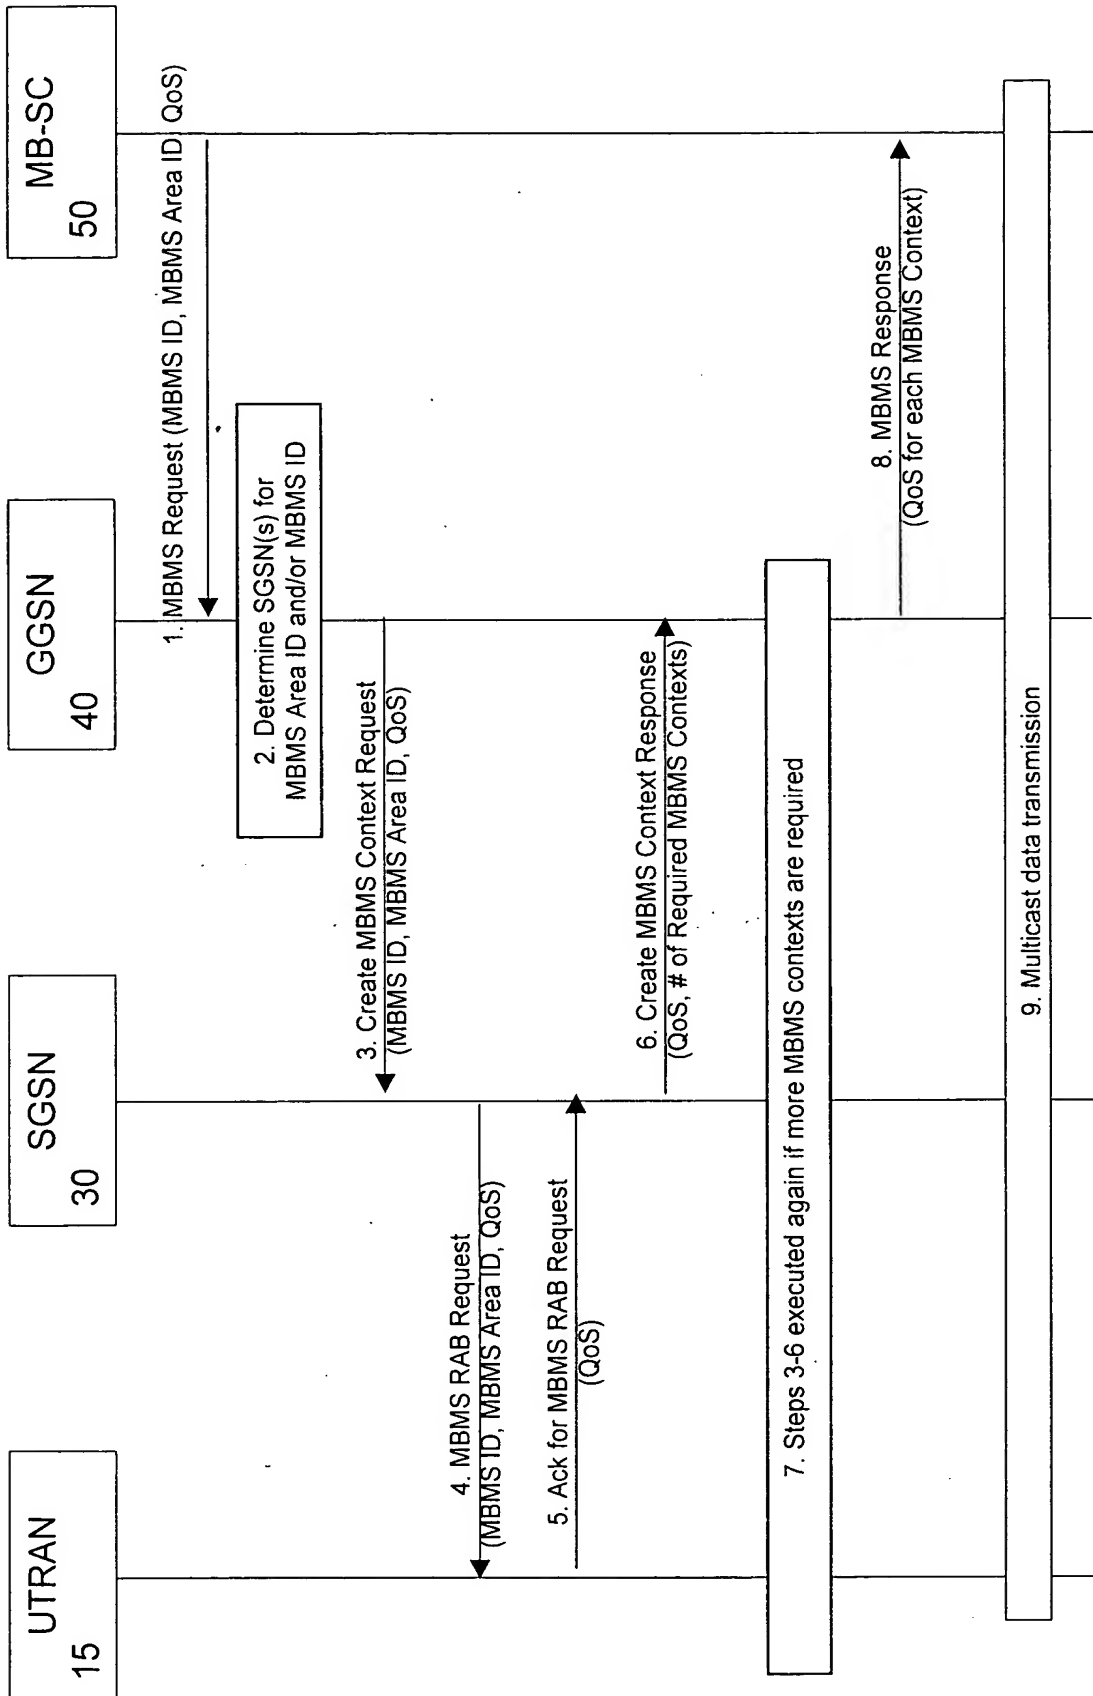 UTRAN
15
SGSN
30
GGSN
40
MB-SC
50
1. MBMS Request (MBMS ID, MBMS Area ID, QoS)
2. Determine SGSN(s) for
MBMS Area ID and/or MBMS ID
3. Create MBMS Context Request
(MBMS ID, MBMS Area ID, QoS)
4. MBMS RAB Request
(MBMS ID, MBMS Area ID, QoS)
5. Ack for MBMS RAB Request
(QoS)
6. Create MBMS Context Response
(QoS, # of Required MBMS Contexts)
7. Steps 3-6 executed again if more MBMS contexts are required
8. MBMS Response
(QoS for each MBMS Context)
9. Multicast data transmission